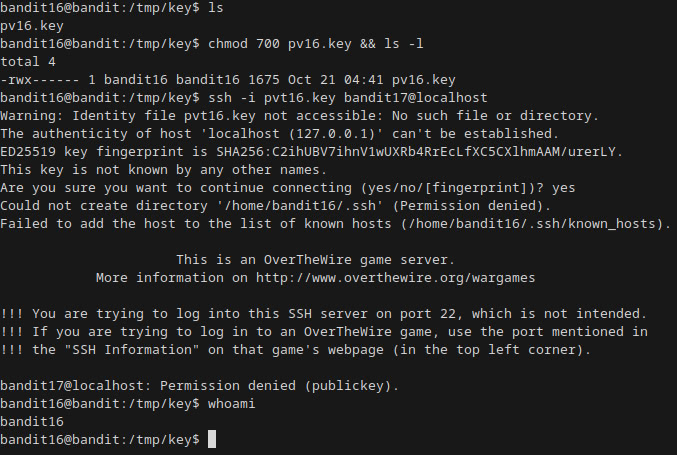 bandit16@bandit:/tmp/key$ ls
pv16.key
bandit16@bandit:/tmp/key$ chmod 700 pv16.key && ls -l
total 4
-rwx------ 1 bandit16 bandit16 1675 Oct 21 04:41 pv16.key
bandit16@bandit:/tmp/key$ ssh -i pvt16.key bandit17@localhost
Warning: Identity file pvt16.key not accessible: No such file or directory.
The authenticity of host 'localhost (127.0.0.1)' can't be established.
ED25519 key fingerprint is SHA256:C2ihUBV7ihnV1wUXRb4RrEcLfXC5CXlhmAAM/urerLY.
This key is not known by any other names.
Are you sure you want to continue connecting (yes/no/[fingerprint])? yes
Could not create directory '/home/bandit16/.ssh' (Permission denied).
Failed to add the host to the list of known hosts (/home/bandit16/.ssh/known_hosts).
This is an OverTheWire game server.
More information on http://www.overthewire.org/wargames
!!! You are trying to log into this SSH server on port 22, which is not intended.
!!! If you are trying to log in to an OverTheWire game, use the port mentioned in
!!! the "SSH Information" on that game's webpage (in the top left corner).
bandit17@localhost: Permission denied (publickey).
bandit16@bandit:/tmp/key$ whoami
bandit16
bandit16@bandit:/tmp/key$